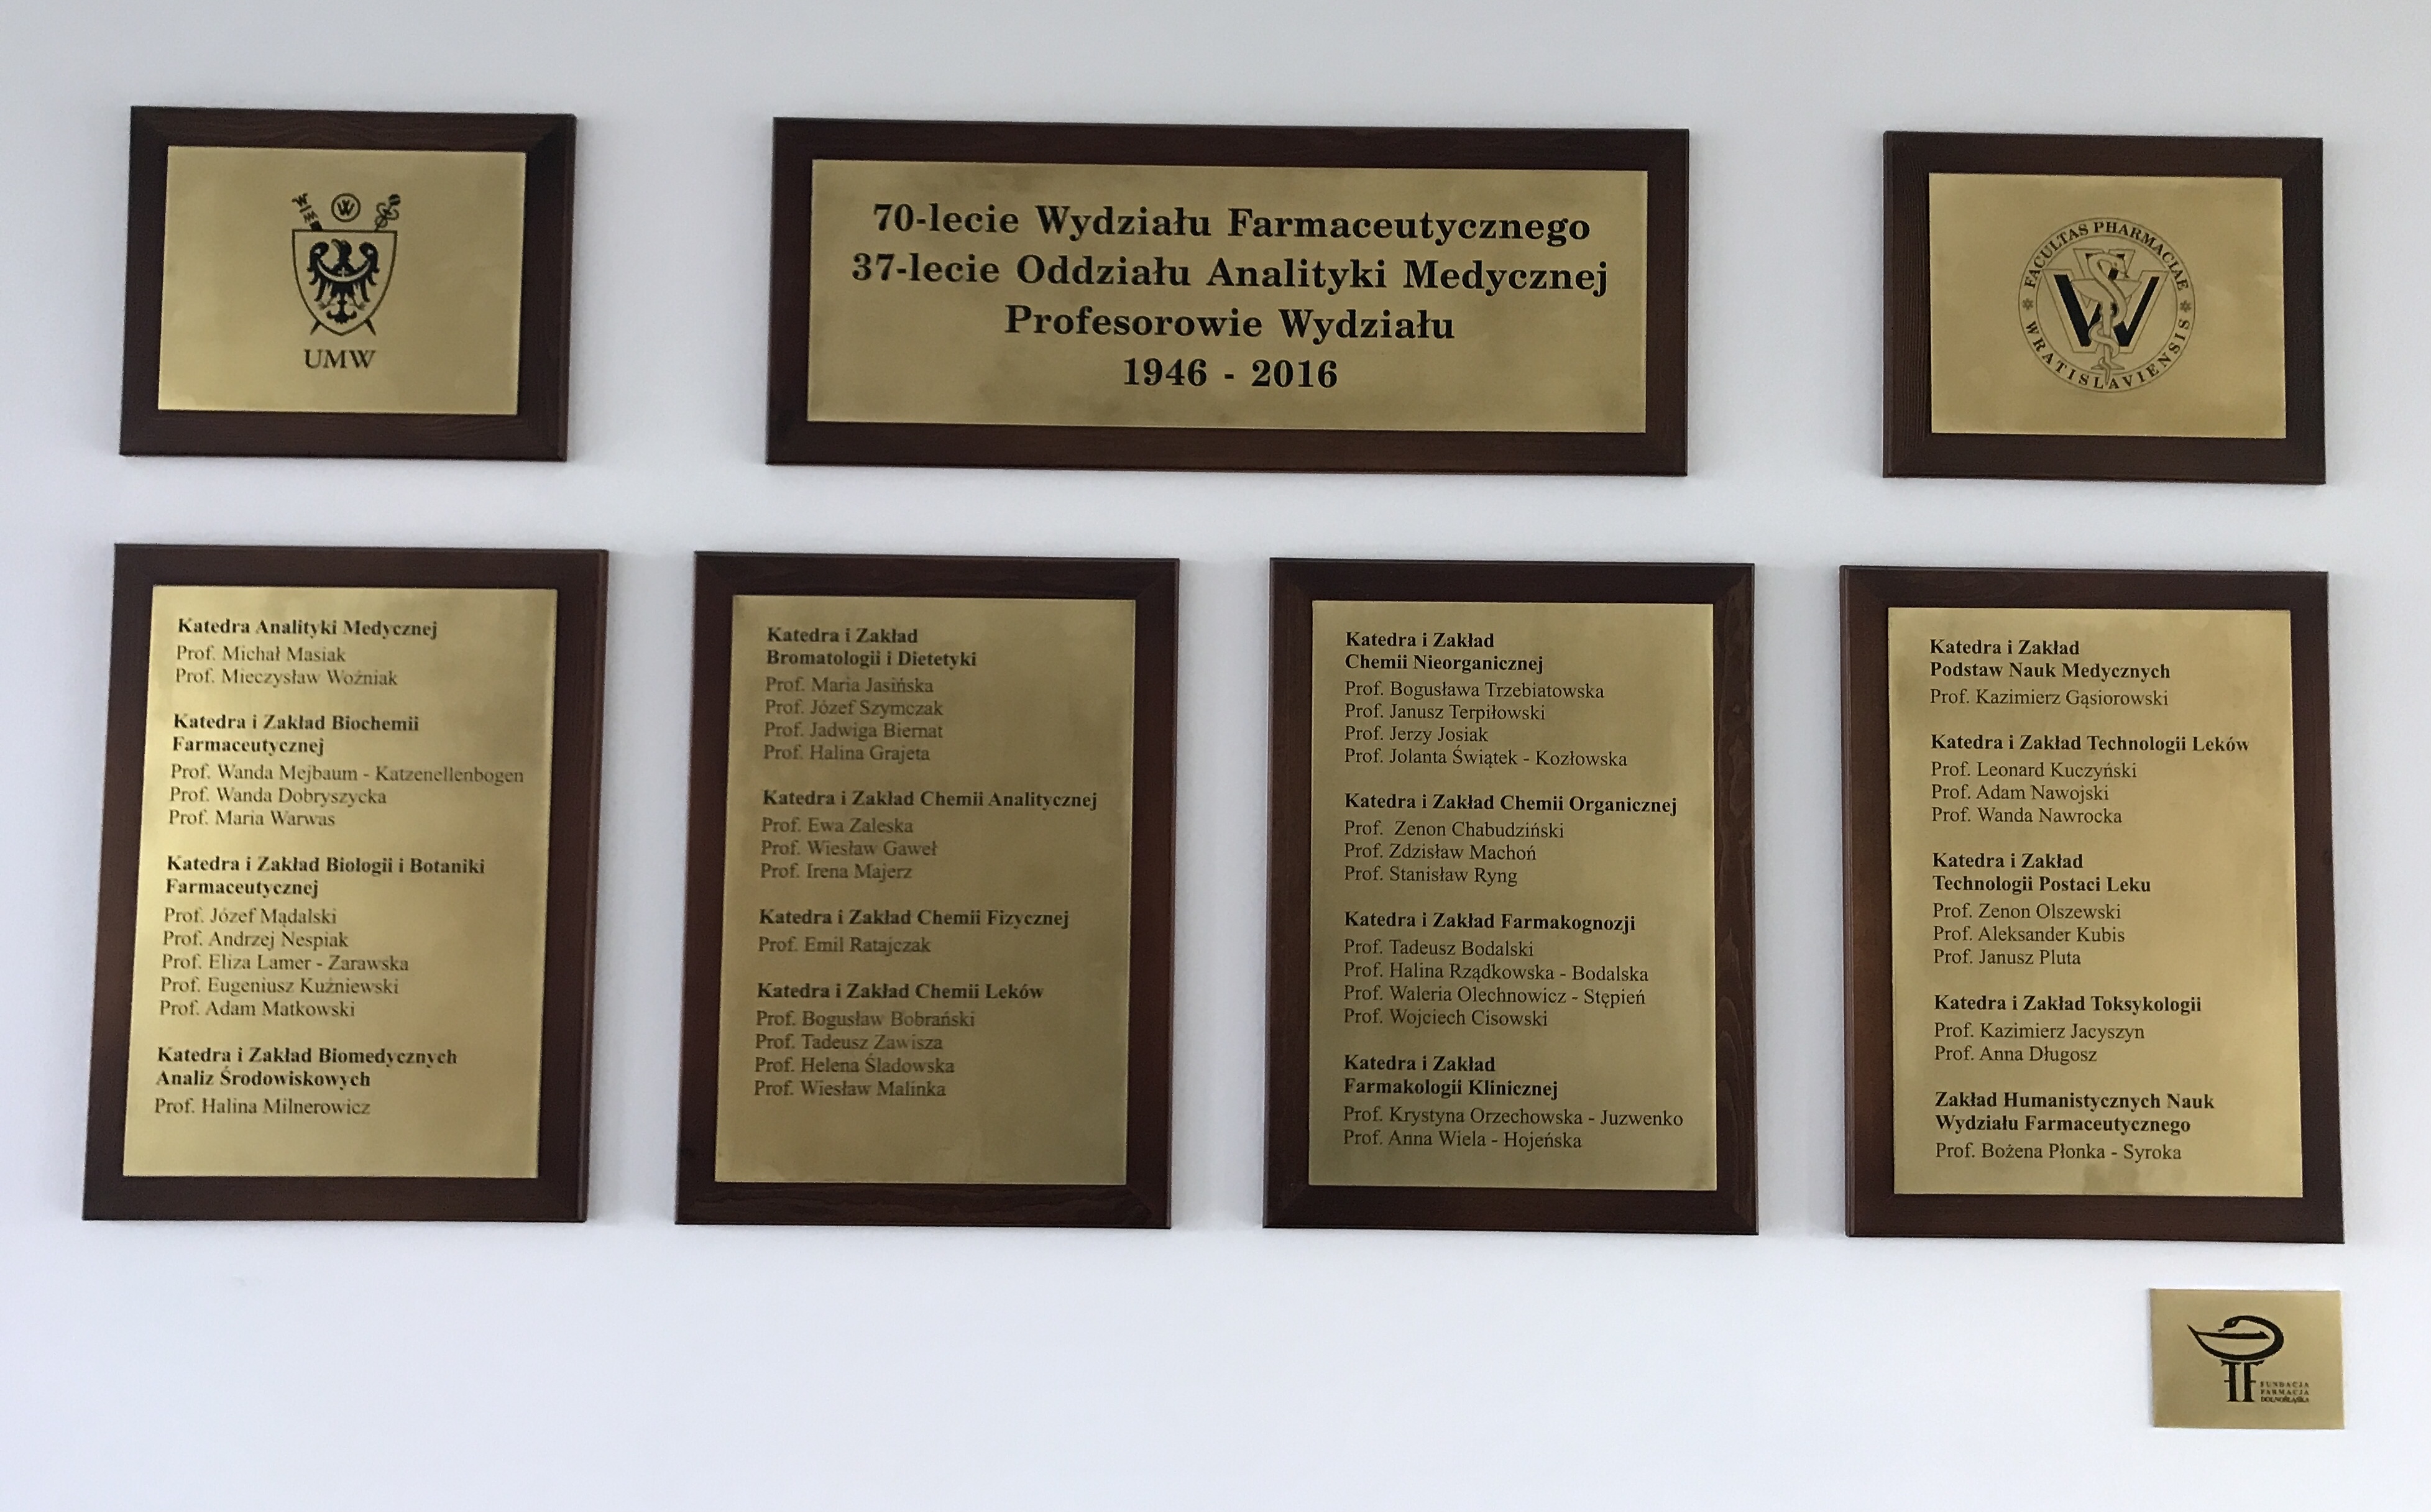 W
UMW
70-lecie Wydziału Farmaceutycznego
37-lecie Oddziału Analityki Medycznej
Profesorowie Wydziału
1946 - 2016
FACULTAS PHARMACIAE
W
WRATISLAVIENSIS
Katedra Analityki Medycznej
Prof. Michał Masiak
Prof. Mieczysław Woźniak
Katedra i Zakład Biochemii
Farmaceutycznej
Prof. Wanda Mejbaum - Katzenellenbogen
Prof. Wanda Dobryszycka
Prof. Maria Warwas
Katedra i Zakład Biologii i Botaniki
Farmaceutycznej
Prof. Józef Mądalski
Prof. Andrzej Nespiak
Prof. Eliza Lamer - Zarawska
Prof. Eugeniusz Kuźniewski
Prof. Adam Matkowski
Katedra i Zakład Biomedycznych
Analiz Środowiskowych
Prof. Halina Milnerowicz
Katedra i Zakład
Bromatologii i Dietetyki
Prof. Maria Jasińska
Prof. Józef Szymczak
Prof. Jadwiga Biernat
Prof. Halina Grajeta
Katedra i Zakład Chemii Analitycznej
Prof. Ewa Zaleska
Prof. Wiesław Gaweł
Prof. Irena Majerz
Katedra i Zakład Chemii Fizycznej
Prof. Emil Ratajczak
Katedra i Zakład Chemii Leków
Prof. Bogusław Bobrański
Prof. Tadeusz Zawisza
Prof. Helena Śladowska
Prof. Wiesław Malinka
Katedra i Zakład
Chemii Nieorganicznej
Prof. Bogusława Trzebiatowska
Prof. Janusz Terpiłowski
Prof. Jerzy Josiak
Prof. Jolanta Świątek - Kozłowska
Katedra i Zakład Chemii Organicznej
Prof. Zenon Chabudziński
Prof. Zdzisław Machoń
Prof. Stanisław Ryng
Katedra i Zakład Farmakognozji
Prof. Tadeusz Bodalski
Prof. Halina Rządkowska - Bodalska
Prof. Waleria Olechnowicz - Stępień
Prof. Wojciech Cisowski
Katedra i Zakład
Farmakologii Klinicznej
Prof. Krystyna Orzechowska - Juzwenko
Prof. Anna Wiela - Hojeńska
Katedra i Zakład
Podstaw Nauk Medycznych
Prof. Kazimierz Gąsiorowski
Katedra i Zakład Technologii Leków
Prof. Leonard Kuczyński
Prof. Adam Nawojski
Prof. Wanda Nawrocka
Katedra i Zakład
Technologii Postaci Leku
Prof. Zenon Olszewski
Prof. Aleksander Kubis
Prof. Janusz Pluta
Katedra i Zakład Toksykologii
Prof. Kazimierz Jacyszyn
Prof. Anna Długosz
Zakład Humanistycznych Nauk
Wydziału Farmaceutycznego
Prof. Bożena Płonka - Syroka
FUNDACJA
FARMACJA
DOLNOŚLĄSKA